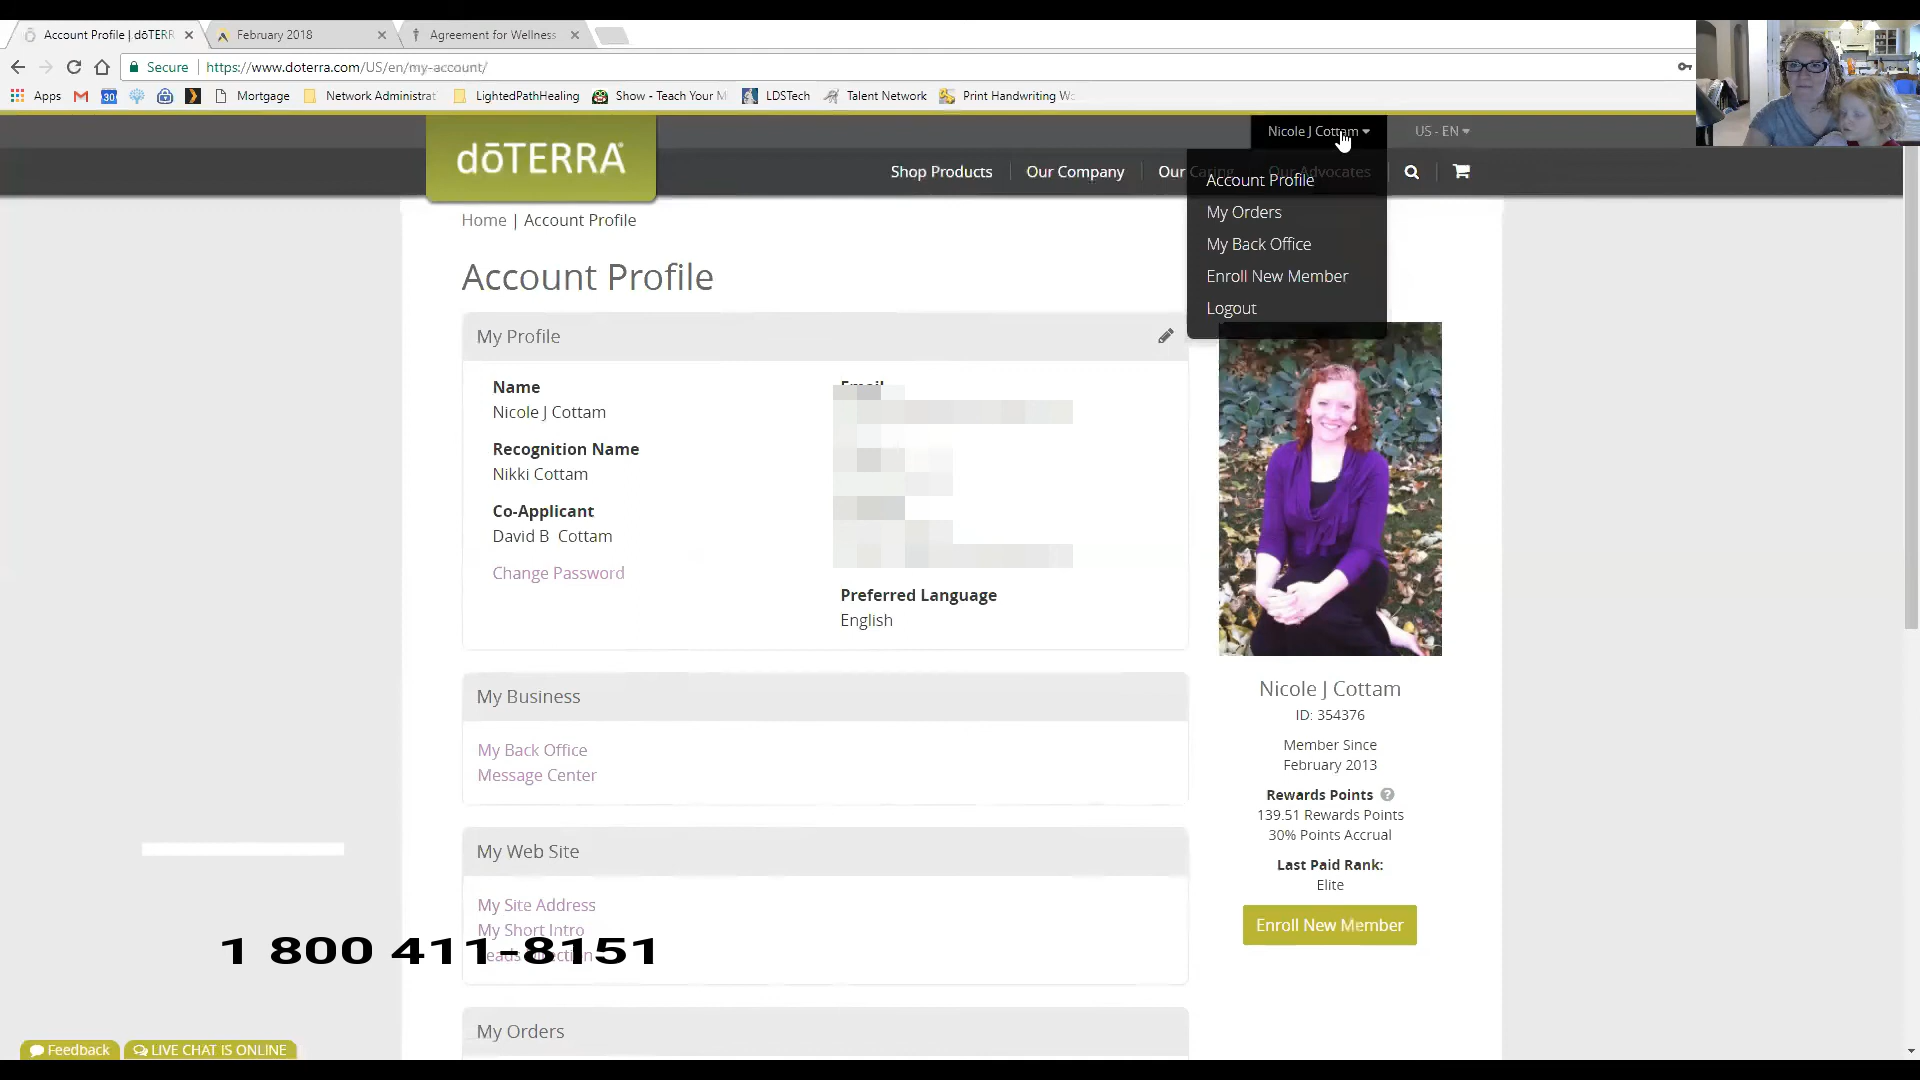 Account Profile | dōTERR
February 2018
Agreement for Wellness
Secure
https://www.doterra.com/US/en/my-account/
Apps
30
Mortgage
Network Administrat
LightedPathHealing
Show - Teach Your M
LDSTech
Talent Network
Print Handwriting Wo
Nicole J Cottam
US - EN
dōTERRA
Shop Products
Our Company
Our Caring
Our Advocates
Account Profile
My Orders
My Back Office
Enroll New Member
Logout
Home | Account Profile
Account Profile
My Profile
Name
Nicole J Cottam
Recognition Name
Nikki Cottam
Co-Applicant
David B Cottam
Change Password
Email
Preferred Language
English
Nicole J Cottam
ID: 354376
Member Since
February 2013
Rewards Points
139.51 Rewards Points
30% Points Accrual
Last Paid Rank:
Elite
Enroll New Member
My Business
My Back Office
Message Center
My Web Site
My Site Address
My Short Intro
1 800 411-8151
My Orders
Feedback
LIVE CHAT IS ONLINE